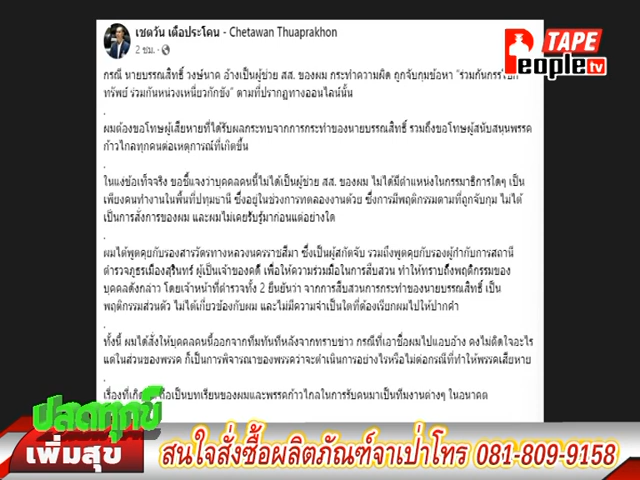 เชตวัน เตือประโคน - Chetawan Thuaprakhon
2 ชม.
TAPE
People tv
กรณี นายบรรณสิทธิ์ วงษ์นาค อ้างเป็นผู้ช่วย สส. ของผม กระทำความผิด ถูกจับกุมข้อหา "ร่วมกันกรรโชก
ทรัพย์ ร่วมกันหน่วงเหนี่ยวกักขัง" ตามที่ปรากฏทางออนไลน์นั้น
.
ผมต้องขอโทษผู้เสียหายที่ได้รับผลกระทบจากการกระทำของนายบรรณสิทธิ์ รวมถึงขอโทษผู้สนับสนุนพรรค
ก้าวไกลทุกคนต่อเหตุการณ์ที่เกิดขึ้น
.
ในแง่ข้อเท็จจริง ขอชี้แจงว่าบุคคลคนนี้ไม่ได้เป็นผู้ช่วย สส. ของผม ไม่ได้มีตำแหน่งในกรรมาธิการใดๆ เป็น
เพียงคนทำงานในพื้นที่ปทุมธานี ซึ่งอยู่ในช่วงการทดลองงานด้วย ซึ่งการมีพฤติกรรมตามที่ถูกจับกุม ไม่ได้
เป็นการสั่งการของผม และผมไม่เคยรับรู้มาก่อนแต่อย่างใด
.
ผมได้พูดคุยกับรองสารวัตรทางหลวงนครราชสีมา ซึ่งเป็นผู้สกัดจับ รวมถึงพูดคุยกับรองผู้กำกับการสถานี
ตำรวจภูธรเมืองสุรินทร์ ผู้เป็นเจ้าของคดี เพื่อให้ความร่วมมือในการสืบสวน ทำให้ทราบถึงพฤติกรรมของ
บุคคลดังกล่าว โดยเจ้าหน้าที่ตำรวจทั้ง 2 ยืนยันว่า จากการสืบสวนการกระทำของนายบรรณสิทธิ์ เป็น
พฤติกรรมส่วนตัว ไม่ได้เกี่ยวข้องกับผม และไม่มีความจำเป็นใดที่ต้องเรียกผมไปให้ปากคำ
.
ทั้งนี้ ผมได้สั่งให้บุคคลคนนี้ออกจากทีมทันทีหลังจากทราบข่าว กรณีที่เอาชื่อผมไปแอบอ้าง คงไม่ติดใจอะไร
แต่ในส่วนของพรรค ก็เป็นการพิจารณาของพรรคว่าจะดำเนินการอย่างไรหรือไม่ต่อกรณีที่ทำให้พรรคเสียหาย
.
เรื่องที่เกิด ถือเป็นบทเรียนของผมและพรรคก้าวไกลในการรับคนมาเป็นทีมงานต่างๆ ในอนาคต
ปลดทุกข์
เพิ่มสุข
สนใจสั่งซื้อผลิตภัณฑ์จาเป่าโทร 081-809-9158